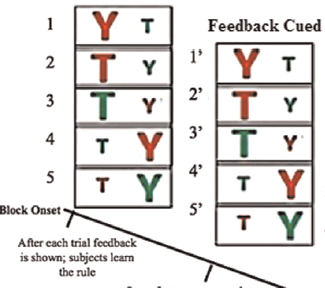 1 Y T
2 T Y
3 T Y
4 T Y
5 T Y
Feedback Cued
1' Y T
2' T Y
3' T Y
4' T Y
5' T Y
Block Onset
After each trial feedback
is shown; subjects learn
the rule